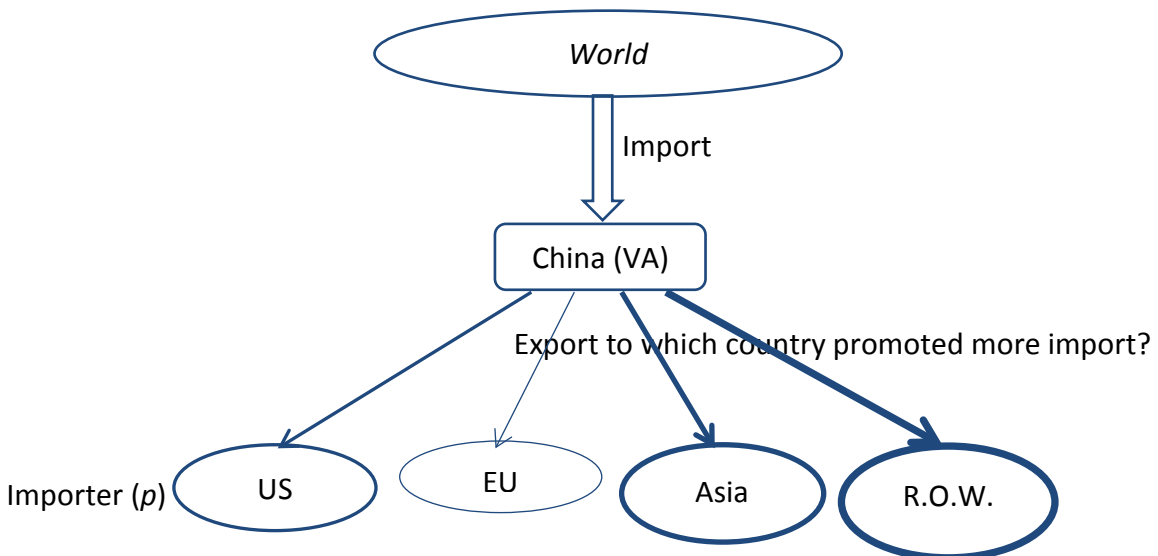 World
Import
China (VA)
Export to which country promoted more import?
Importer (p)
US
EU
Asia
R.O.W.